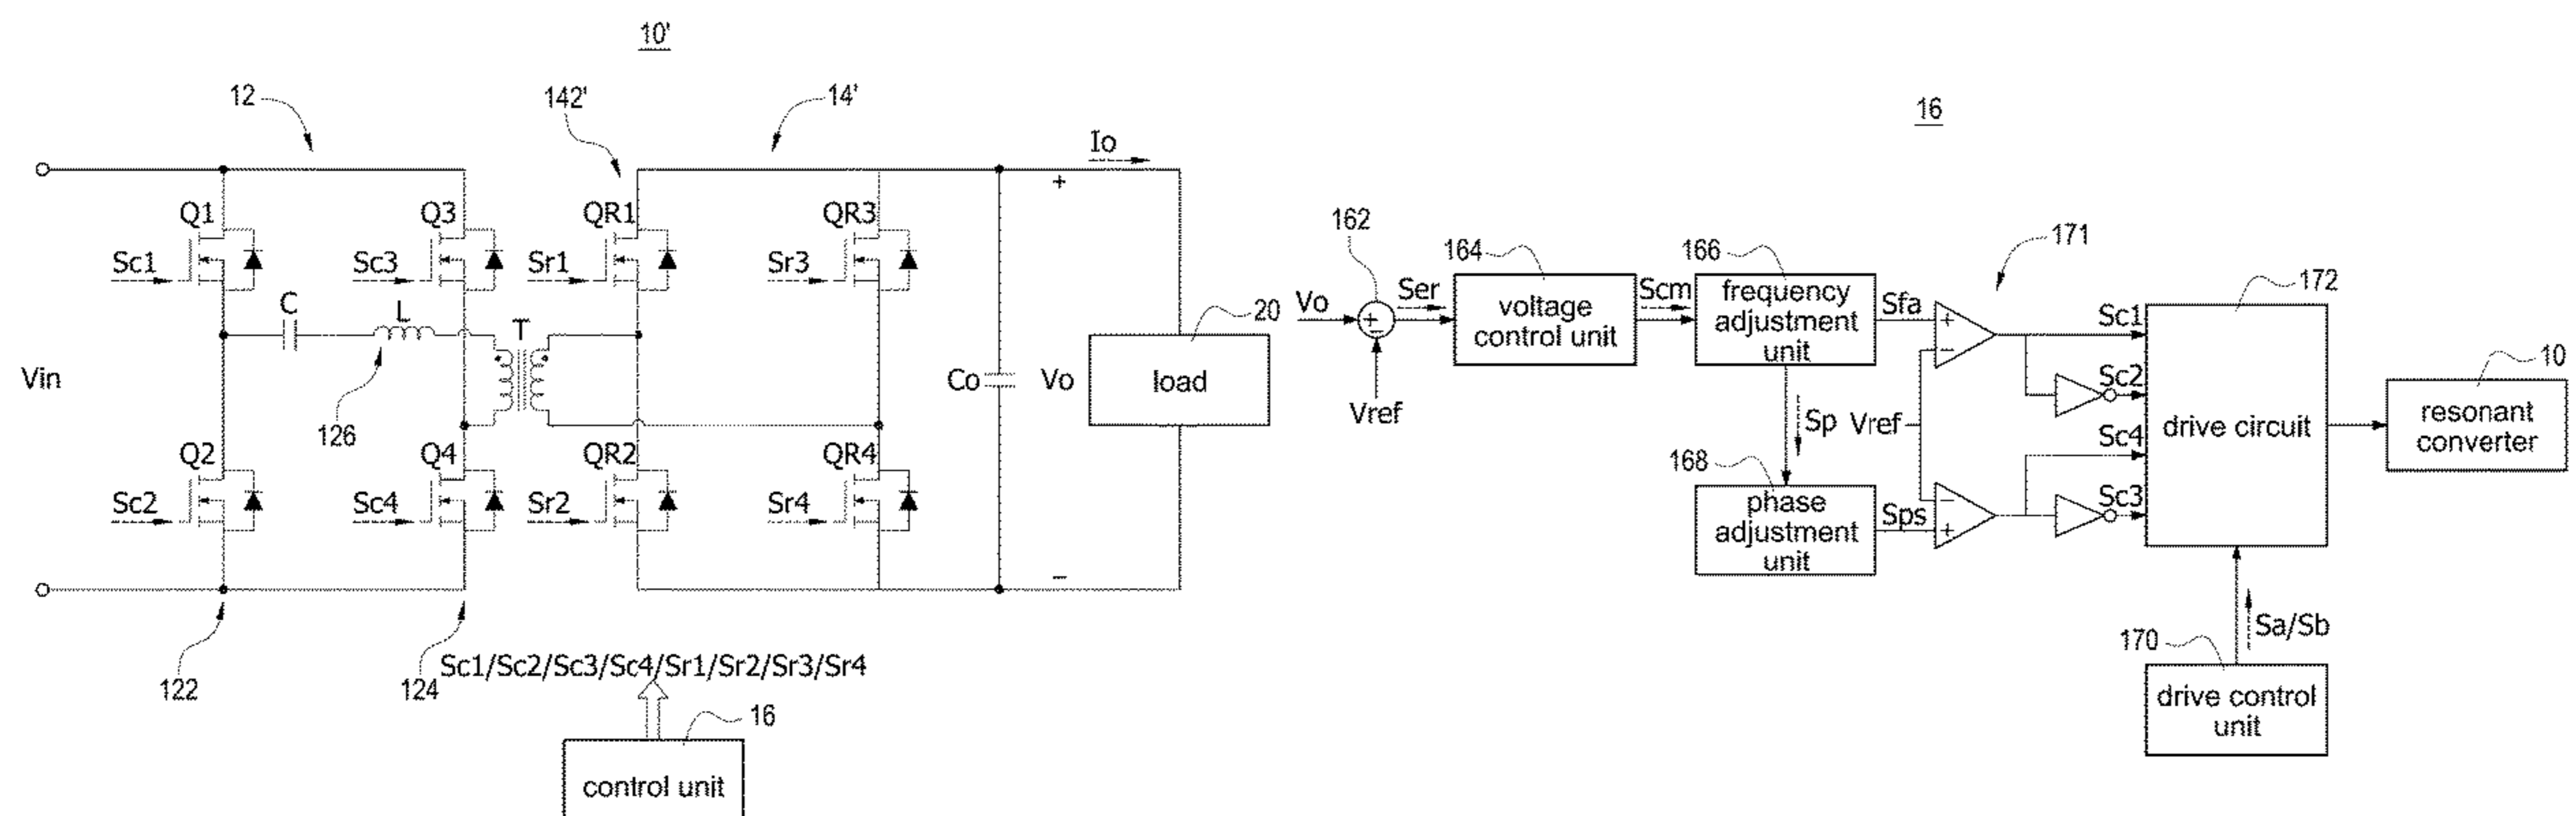 10'
12
142'
14'
Io
+
Q1
Q3
QR1
QR3
Sc1
Sc3
Sr1
Sr3
C
L
T
20
Vin
126
Co
Vo
load
Q2
Q4
QR2
QR4
Sc2
Sc4
Sr2
Sr4
−
122
124
Sc1/Sc2/Sc3/Sc4/Sr1/Sr2/Sr3/Sr4
16
control unit
16
162
164
166
171
172
Vo
+
−
Ser
voltage
control unit
Scm
frequency
adjustment
unit
Sfa
+
−
Sc1
Sc2
Vref
Sp
Vref
Sc4
drive circuit
10
resonant
converter
168
phase
adjustment
unit
Sps
−
+
Sc3
Sa/Sb
170
drive control
unit